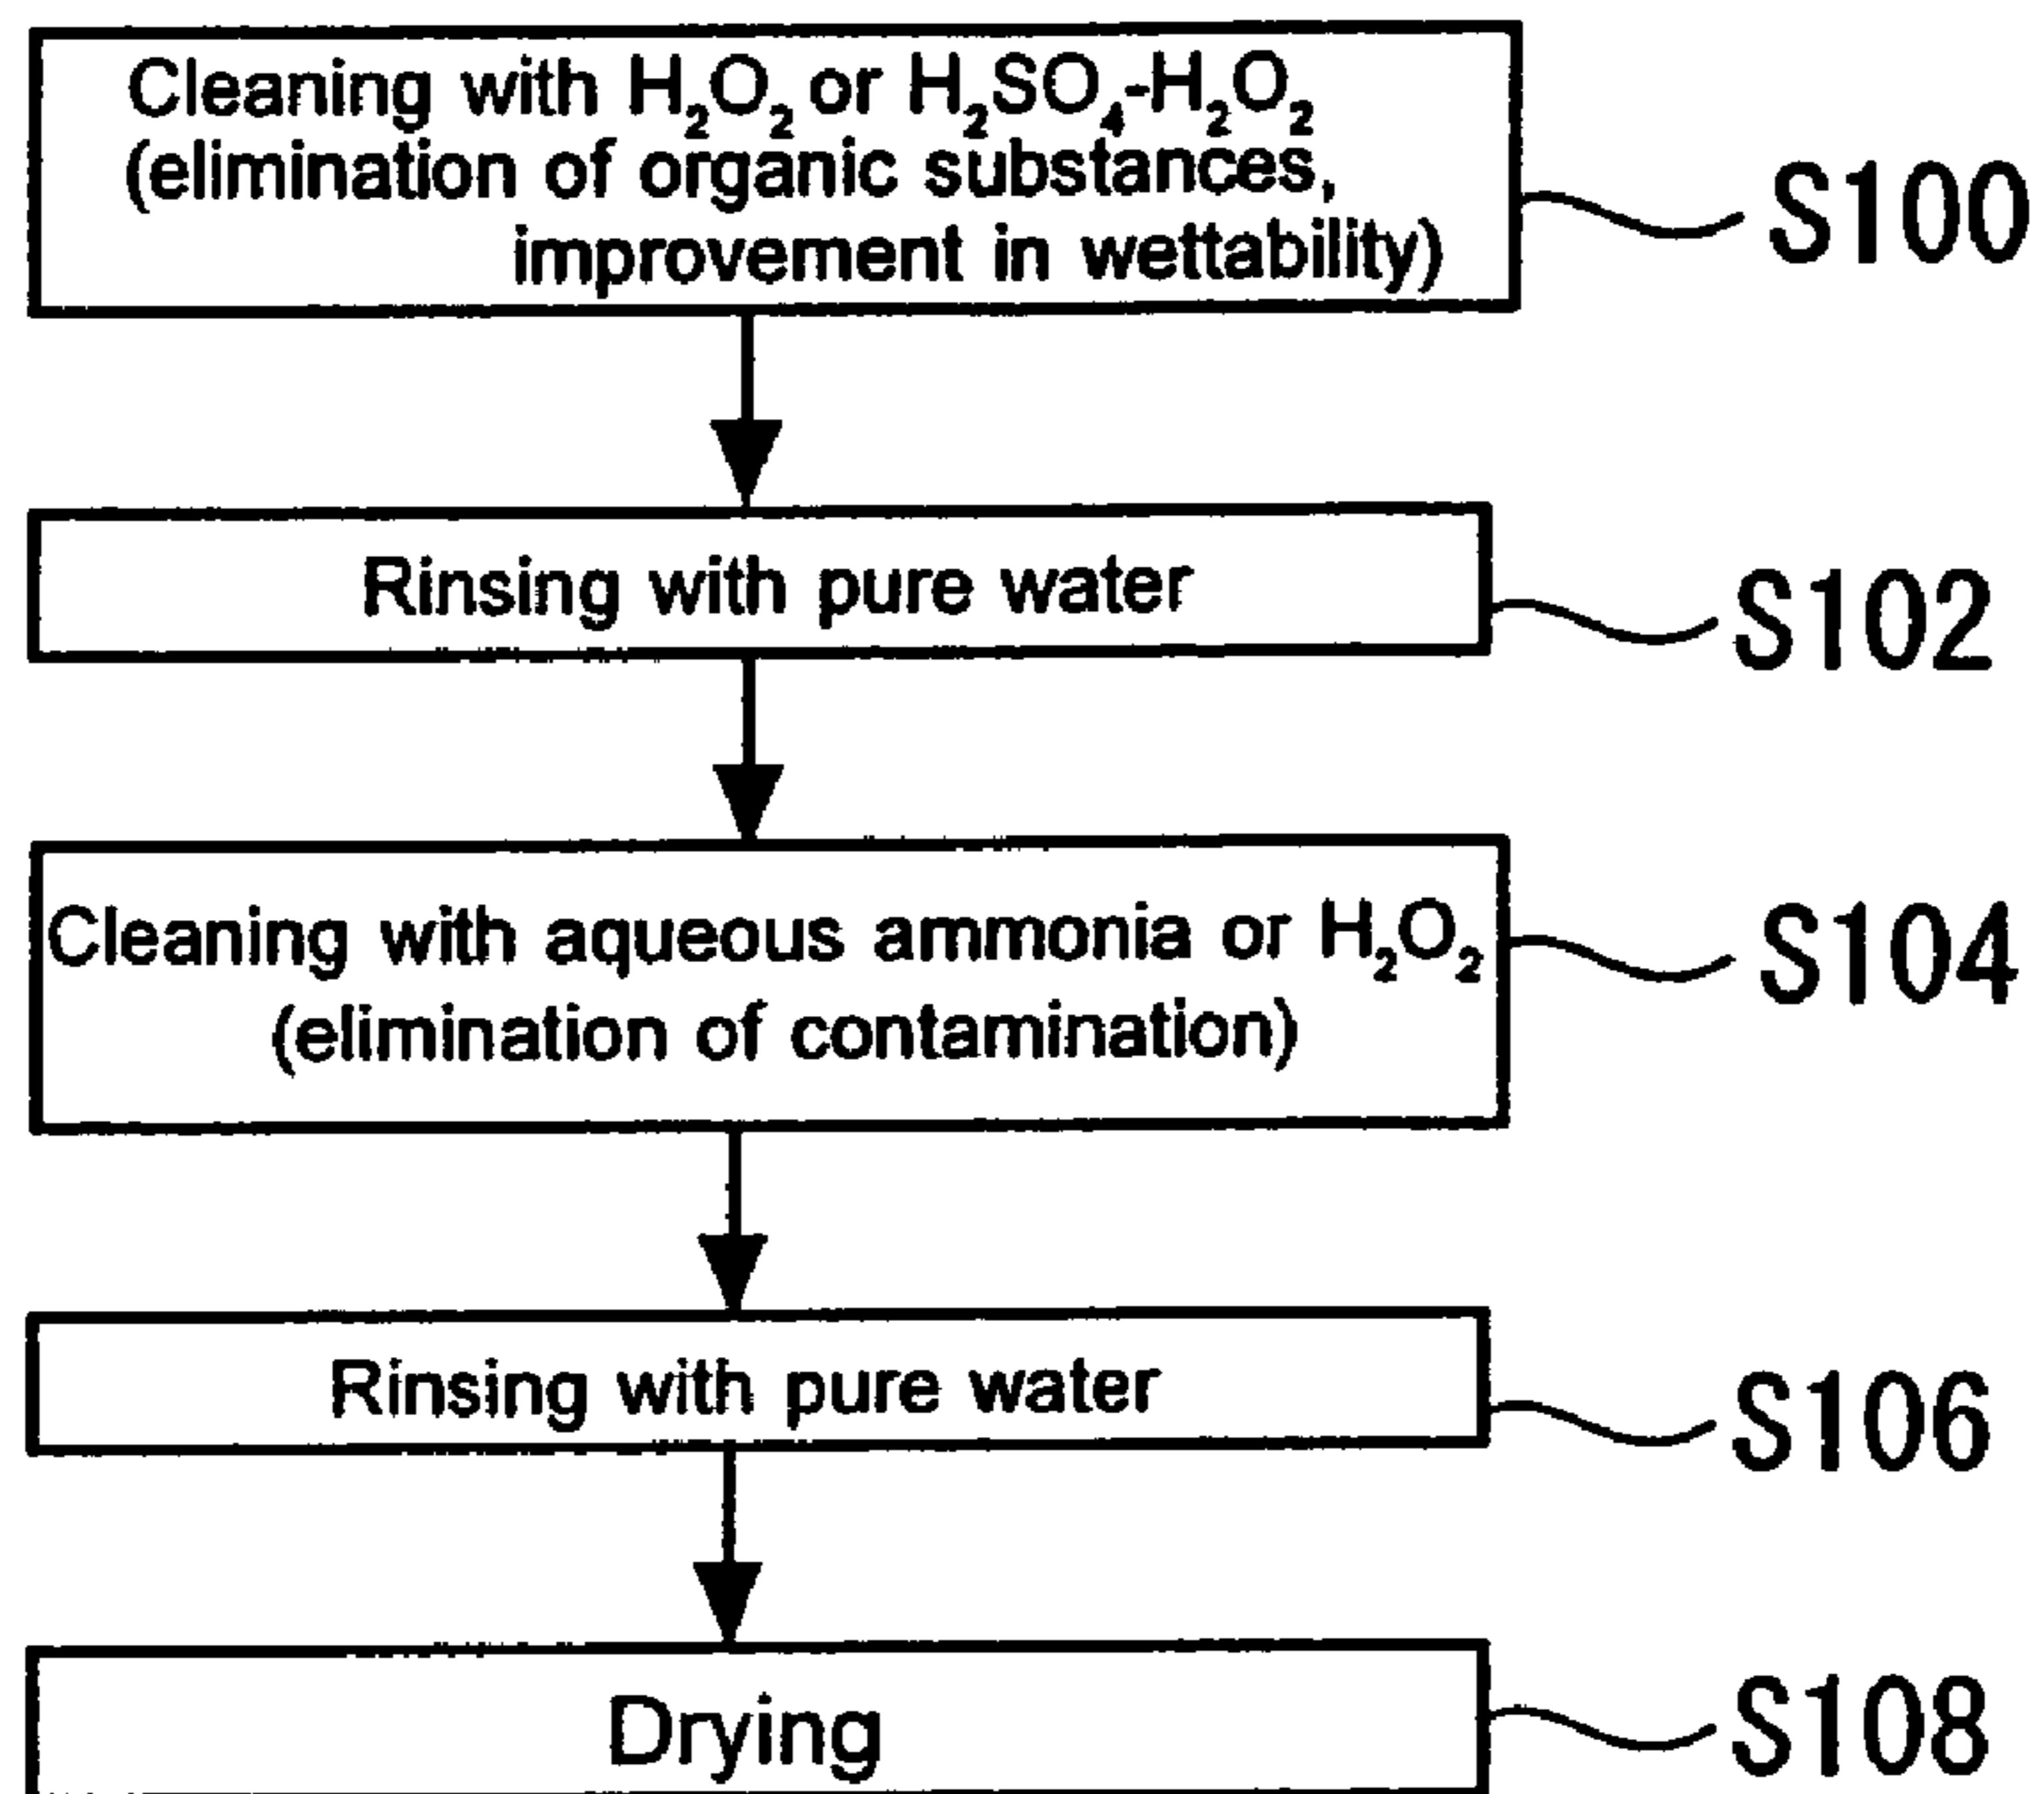 Cleaning with H₂O₂ or H₂SO₄-H₂O₂
(elimination of organic substances,
improvement in wettability)
S100
Rinsing with pure water
S102
Cleaning with aqueous ammonia or H₂O₂
(elimination of contamination)
S104
Rinsing with pure water
S106
Drying
S108